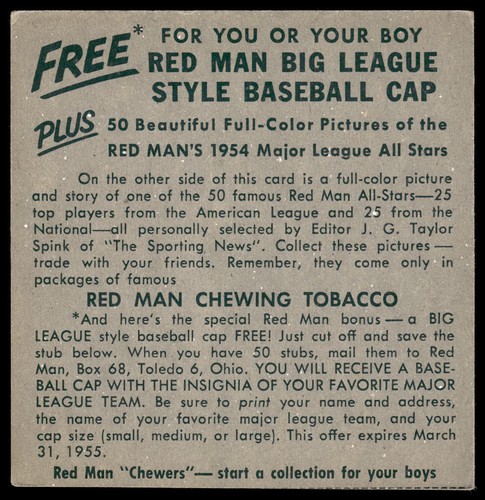 FREE* FOR YOU OR YOUR BOY
RED MAN BIG LEAGUE
STYLE BASEBALL CAP
PLUS 50 Beautiful Full-Color Pictures of the
RED MAN'S 1954 Major League All Stars
On the other side of this card is a full-color picture
and story of one of the 50 famous Red Man All-Stars—25
top players from the American League and 25 from the
National—all personally selected by Editor J. G. Taylor
Spink of "The Sporting News". Collect these pictures—
trade with your friends. Remember, they come only in
packages of famous
RED MAN CHEWING TOBACCO
*And here's the special Red Man bonus—a BIG
LEAGUE style baseball cap FREE! Just cut off and save the
stub below. When you have 50 stubs, mail them to Red
Man, Box 68, Toledo 6, Ohio. YOU WILL RECEIVE A BASE-
BALL CAP WITH THE INSIGNIA OF YOUR FAVORITE MAJOR
LEAGUE TEAM. Be sure to print your name and address,
the name of your favorite major league team, and your
cap size (small, medium, or large). This offer expires March
31, 1955.
Red Man "Chewers"—start a collection for your boys